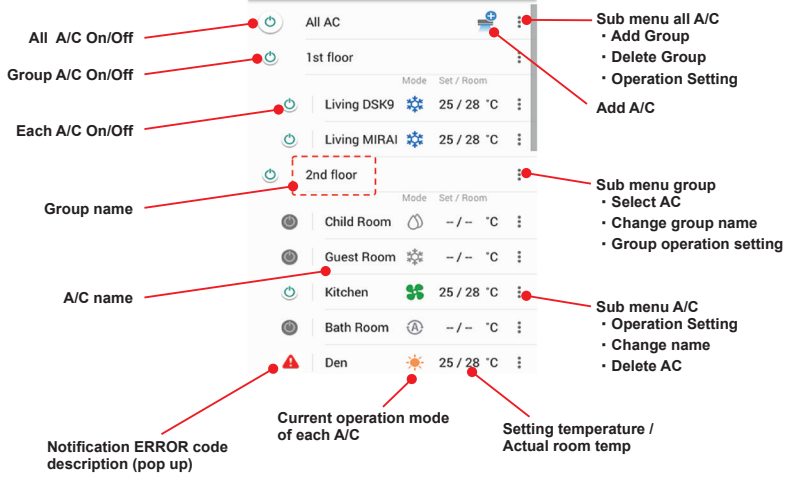 All AC
1st floor
Mode Set / Room
Living DSK9 25 / 28 °C
Living MIRAI 25 / 28 °C
2nd floor
Mode Set / Room
Child Room – / – °C
Guest Room – / – °C
Kitchen 25 / 28 °C
Bath Room A – / – °C
Den 25 / 28 °C
All A/C On/Off
Group A/C On/Off
Each A/C On/Off
Group name
A/C name
Notification ERROR code
description (pop up)
Current operation mode
of each A/C
Setting temperature /
Actual room temp
Sub menu all A/C
・Add Group
・Delete Group
・Operation Setting
Add A/C
Sub menu group
・Select AC
・Change group name
・Group operation setting
Sub menu A/C
・Operation Setting
・Change name
・Delete AC